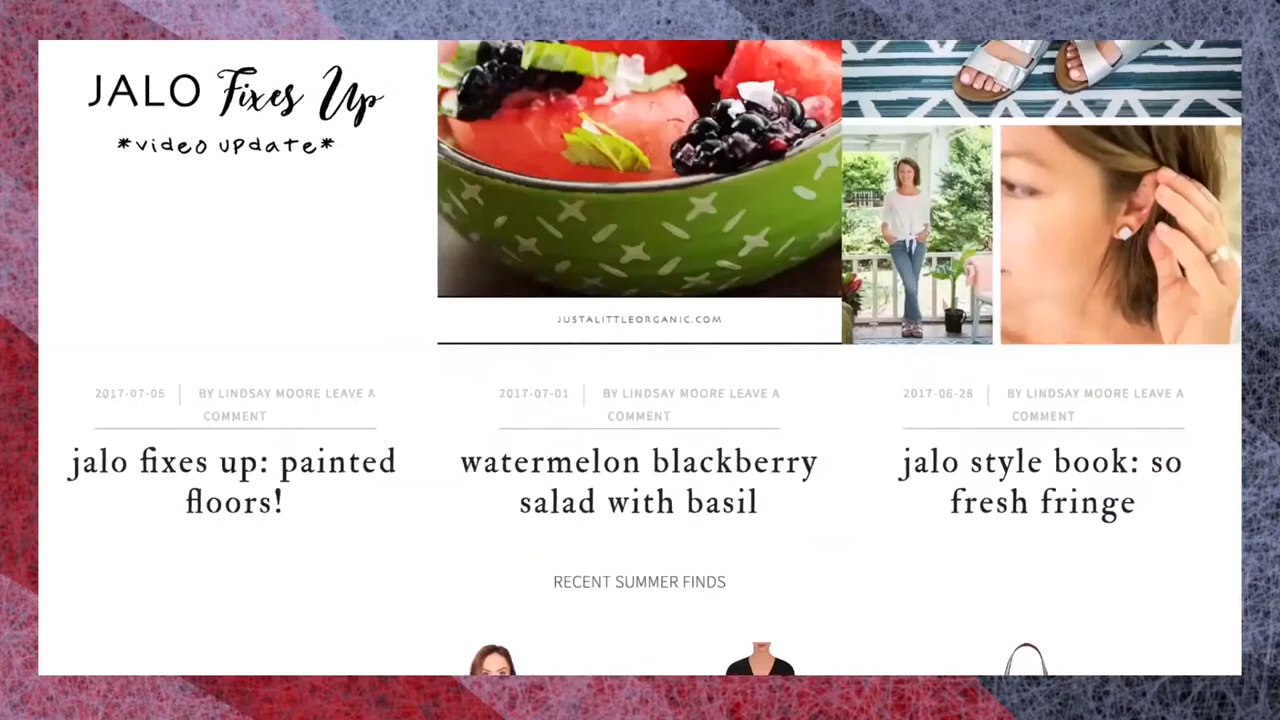 JALO Fixes Up
*video update*
JUSTALITTLEORGANIC.COM
2017-07-05 BY LINDSAY MOORE LEAVE A
COMMENT
jalo fixes up: painted
floors!
2017-07-01 BY LINDSAY MOORE LEAVE A
COMMENT
watermelon blackberry
salad with basil
2017-06-28 BY LINDSAY MOORE LEAVE A
COMMENT
jalo style book: so
fresh fringe
RECENT SUMMER FINDS